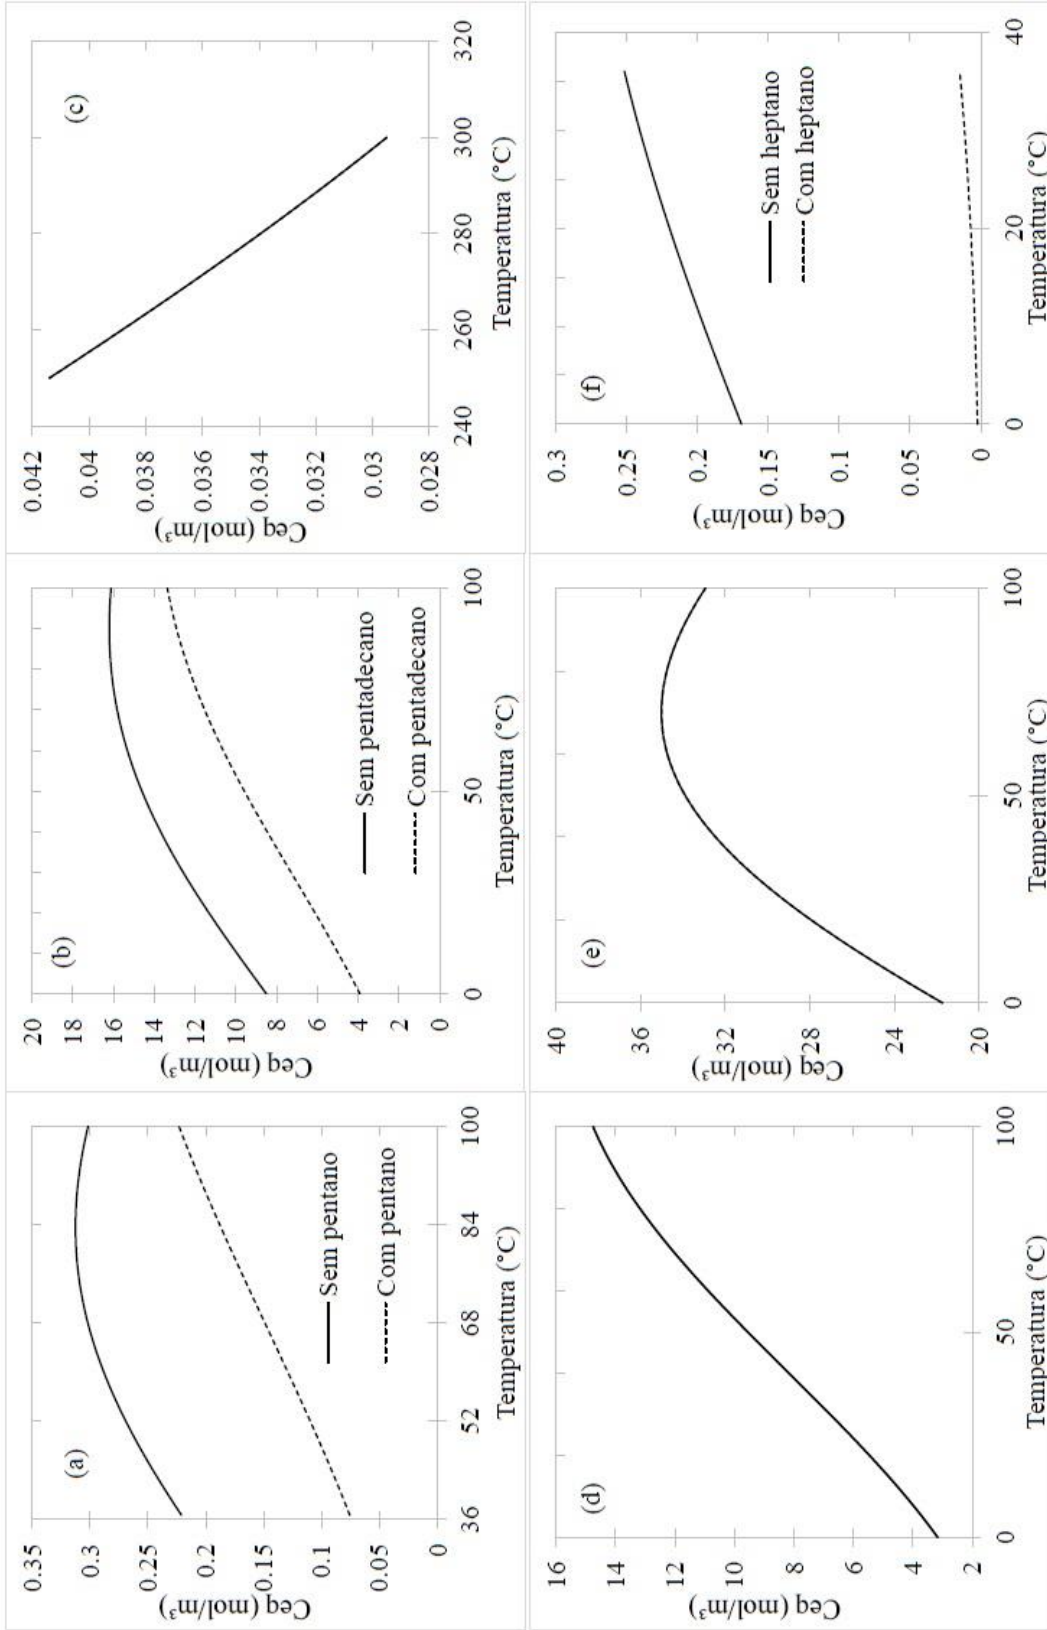 (a)
0.35
0.3
0.25
0.2
0.15
0.1
0.05
0
Ceq (mol/m³)
36
52
68
84
100
Temperatura (°C)
Sem pentano
Com pentano
(b)
20
18
16
14
12
10
8
6
4
2
0
Ceq (mol/m³)
0
50
100
Temperatura (°C)
Sem pentadecano
Com pentadecano
(c)
0.042
0.04
0.038
0.036
0.034
0.032
0.03
0.028
Ceq (mol/m³)
240
260
280
300
320
Temperatura (°C)
(d)
16
14
12
10
8
6
4
2
Ceq (mol/m³)
0
50
100
Temperatura (°C)
(e)
40
36
32
28
24
20
Ceq (mol/m³)
0
50
100
Temperatura (°C)
(f)
0.3
0.25
0.2
0.15
0.1
0.05
0
Ceq (mol/m³)
0
20
40
Temperatura (°C)
Sem heptano
Com heptano